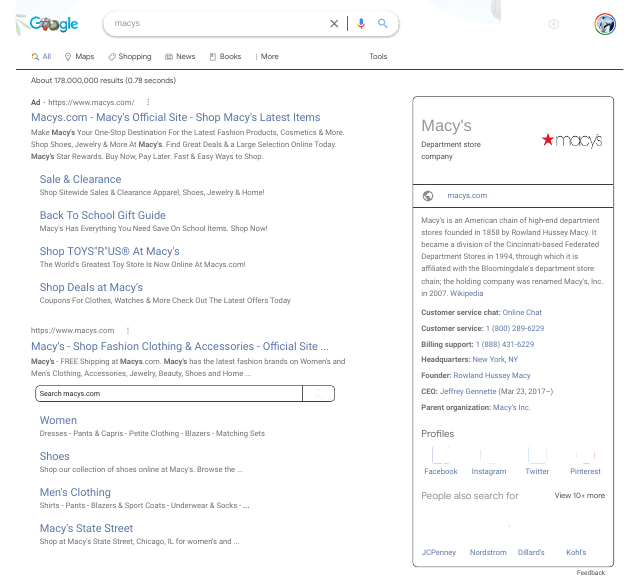 Google
macys
All
Maps
Shopping
News
Books
More
Tools
About 178,000,000 results (0.78 seconds)
Ad · https://www.macys.com/
Macys.com - Macy's Official Site - Shop Macy's Latest Items
Make Macy's Your One-Stop Destination For the Latest Fashion Products, Cosmetics & More.
Shop Shoes, Jewelry & More At Macy's. Find Great Deals & a Large Selection Online Today.
Macy's Star Rewards. Buy Now, Pay Later. Fast & Easy Ways to Shop.
Sale & Clearance
Shop Sitewide Sales & Clearance Apparel, Shoes, Jewelry & Home!
Back To School Gift Guide
Macy's Has Everything You Need Save On School Items. Shop Now!
Shop TOYS"R"US® At Macy's
The World's Greatest Toy Store Is Now Online At Macys.com!
Shop Deals at Macy's
Coupons For Clothes, Watches & More Check Out The Latest Offers Today
https://www.macys.com
Macy's - Shop Fashion Clothing & Accessories - Official Site ...
Macy's - FREE Shipping at Macys.com. Macy's has the latest fashion brands on Women's and
Men's Clothing, Accessories, Jewelry, Beauty, Shoes and Home ...
Search macys.com
Women
Dresses - Pants & Capris - Petite Clothing - Blazers - Matching Sets
Shoes
Shop our collection of shoes online at Macy's. Browse the ...
Men's Clothing
Shirts - Pants - Blazers & Sport Coats - Underwear & Socks - ...
Macy's State Street
Shop at Macy's State Street, Chicago, IL for women's and ...
Macy's
Department store
company
macy's
macys.com
Macy's is an American chain of high-end department
stores founded in 1858 by Rowland Hussey Macy. It
became a division of the Cincinnati-based Federated
Department Stores in 1994, through which it is
affiliated with the Bloomingdale's department store
chain; the holding company was renamed Macy's, Inc.
in 2007. Wikipedia
Customer service chat: Online Chat
Customer service: 1 (800) 289-6229
Billing support: 1 (888) 431-6229
Headquarters: New York, NY
Founder: Rowland Hussey Macy
CEO: Jeffrey Gennette (Mar 23, 2017–)
Parent organization: Macy's Inc.
Profiles
Facebook
Instagram
Twitter
Pinterest
People also search for
View 10+ more
JCPenney
Nordstrom
Dillard's
Kohl's
Feedback